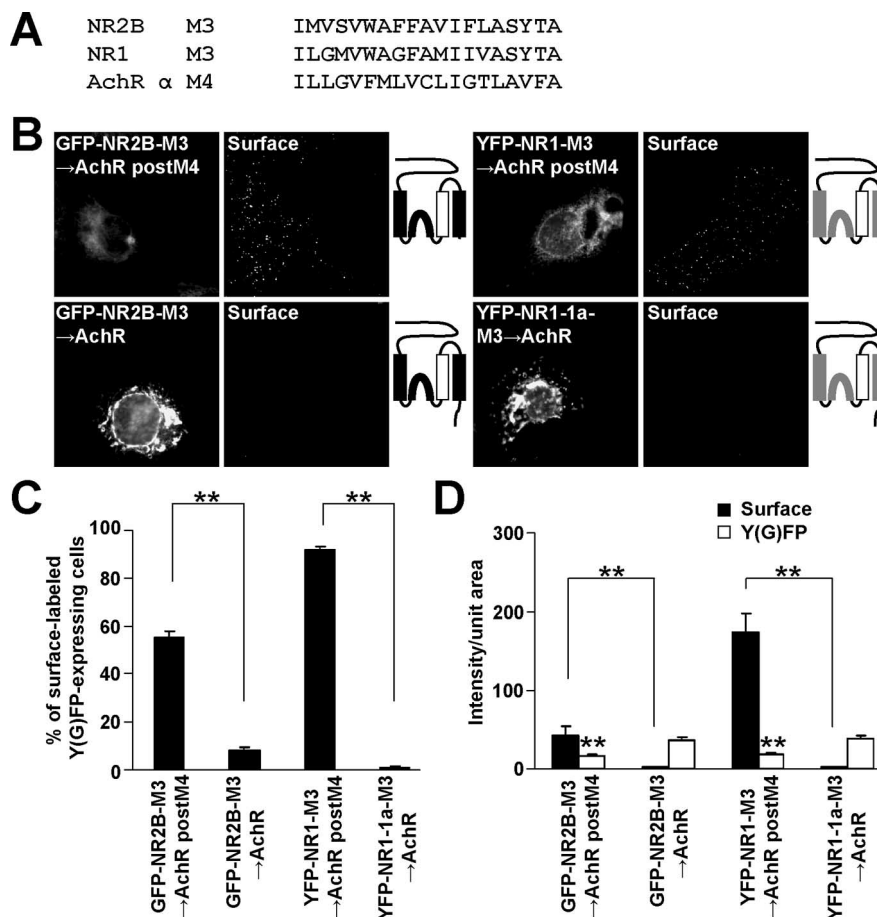 A
NR2B M3 IMVSVWAFFAVIFLASYTA
NR1 M3 ILGMVWAGFAMIIVASYTA
AchR α M4 ILLGVFMLVCLIGTLAVFA
B
GFP-NR2B-M3
→AchR postM4
Surface
YFP-NR1-M3
→AchR postM4
Surface
GFP-NR2B-M3
→AchR
Surface
YFP-NR1-1a-
M3→AchR
Surface
C
% of surface-labeled
Y(G)FP-expressing cells
100
80
60
40
20
0
**
**
GFP-NR2B-M3
→AchR postM4
GFP-NR2B-M3
→AchR
YFP-NR1-M3
→AchR postM4
YFP-NR1-1a-M3
→AchR
D
Surface
Y(G)FP
Intensity/unit area
300
200
100
0
**
**
**
**
GFP-NR2B-M3
→AchR postM4
GFP-NR2B-M3
→AchR
YFP-NR1-M3
→AchR postM4
YFP-NR1-1a-M3
→AchR